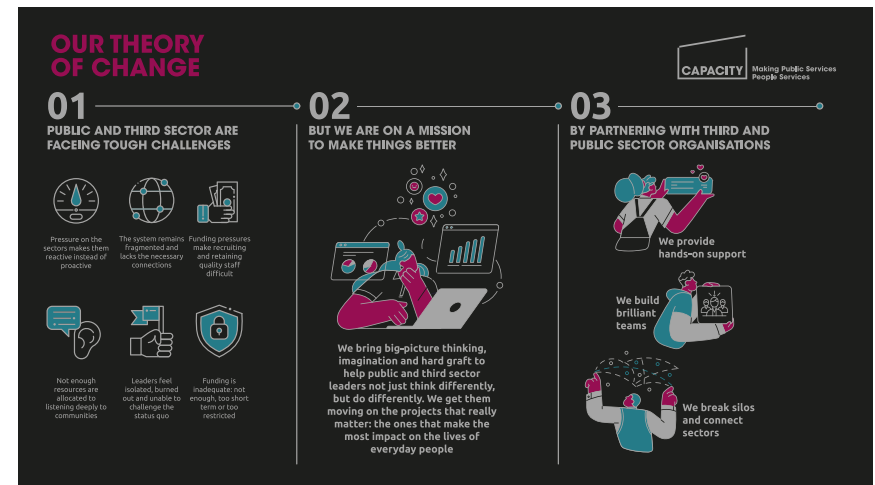 OUR THEORY
OF CHANGE
CAPACITY
Making Public Services
People Services
01
PUBLIC AND THIRD SECTOR ARE
FACEING TOUGH CHALLENGES
Pressure on the
sectors makes them
reactive instead of
proactive
The system remains
fragmented and
lacks the necessary
connections
Funding pressures
make recruiting
and retaining
quality staff
difficult
Not enough
resources are
allocated to
listening deeply to
communities
Leaders feel
isolated, burned
out and unable to
challenge the
status quo
Funding is
inadequate: not
enough, too short
term or too
restricted
02
BUT WE ARE ON A MISSION
TO MAKE THINGS BETTER
We bring big-picture thinking,
imagination and hard graft to
help public and third sector
leaders not just think differently,
but do differently. We get them
moving on the projects that really
matter: the ones that make the
most impact on the lives of
everyday people
03
BY PARTNERING WITH THIRD AND
PUBLIC SECTOR ORGANISATIONS
We provide
hands-on support
We build
brilliant
teams
We break silos
and connect
sectors